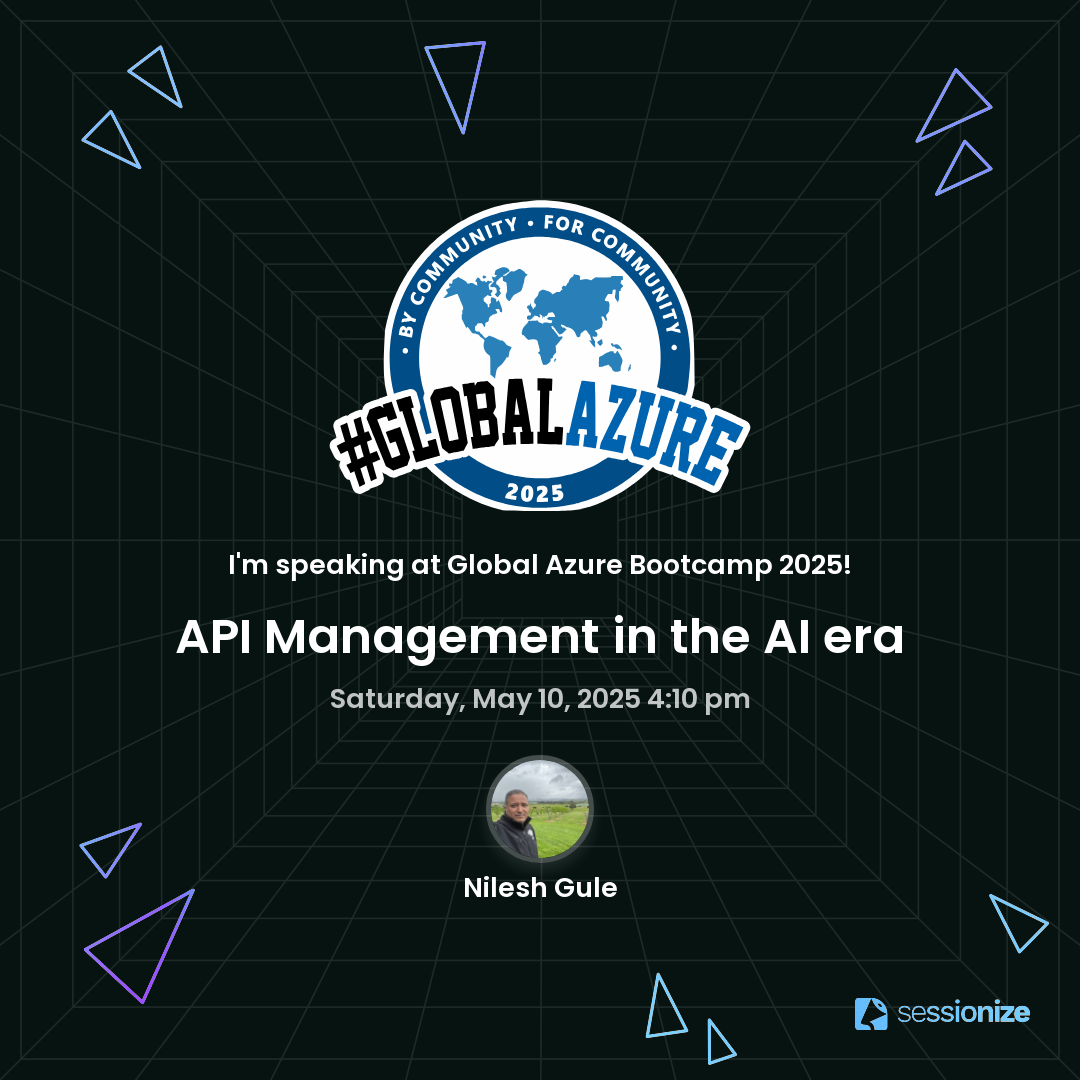 • BY COMMUNITY • FOR COMMUNITY •
#GLOBALAZURE
2025
I'm speaking at Global Azure Bootcamp 2025!
API Management in the AI era
Saturday, May 10, 2025 4:10 pm
Nilesh Gule
sessionize